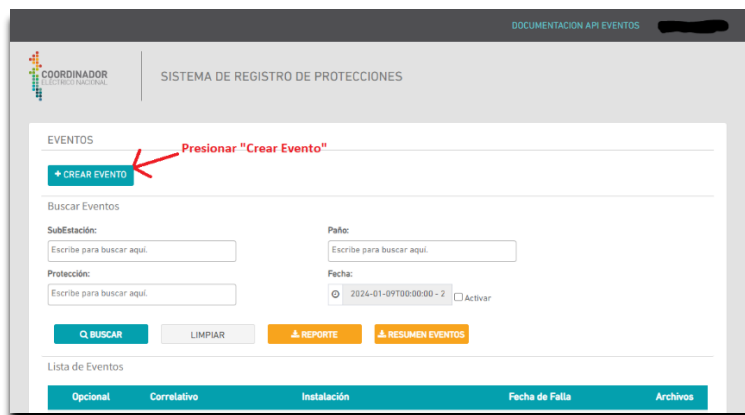 DOCUMENTACION API EVENTOS
COORDINADOR
ELÉCTRICO NACIONAL
SISTEMA DE REGISTRO DE PROTECCIONES
EVENTOS
Presionar "Crear Evento"
+ CREAR EVENTO
Buscar Eventos
SubEstación: Paño:
Escribe para buscar aquí. Escribe para buscar aquí.
Protección: Fecha:
Escribe para buscar aquí. 2024-01-09T00:00:00 - 2 Activar
BUSCAR LIMPIAR REPORTE RESUMEN EVENTOS
Lista de Eventos
Opcional Correlativo Instalación Fecha de Falla Archivos